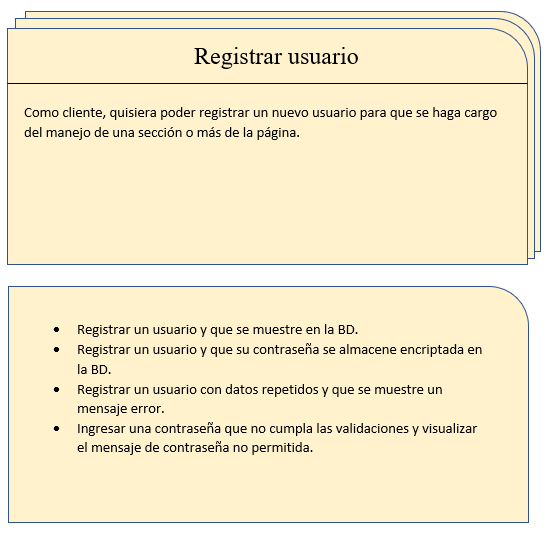 Registrar usuario
Como cliente, quisiera poder registrar un nuevo usuario para que se haga cargo
del manejo de una sección o más de la página.
• Registrar un usuario y que se muestre en la BD.
• Registrar un usuario y que su contraseña se almacene encriptada en
la BD.
• Registrar un usuario con datos repetidos y que se muestre un
mensaje error.
• Ingresar una contraseña que no cumpla las validaciones y visualizar
el mensaje de contraseña no permitida.